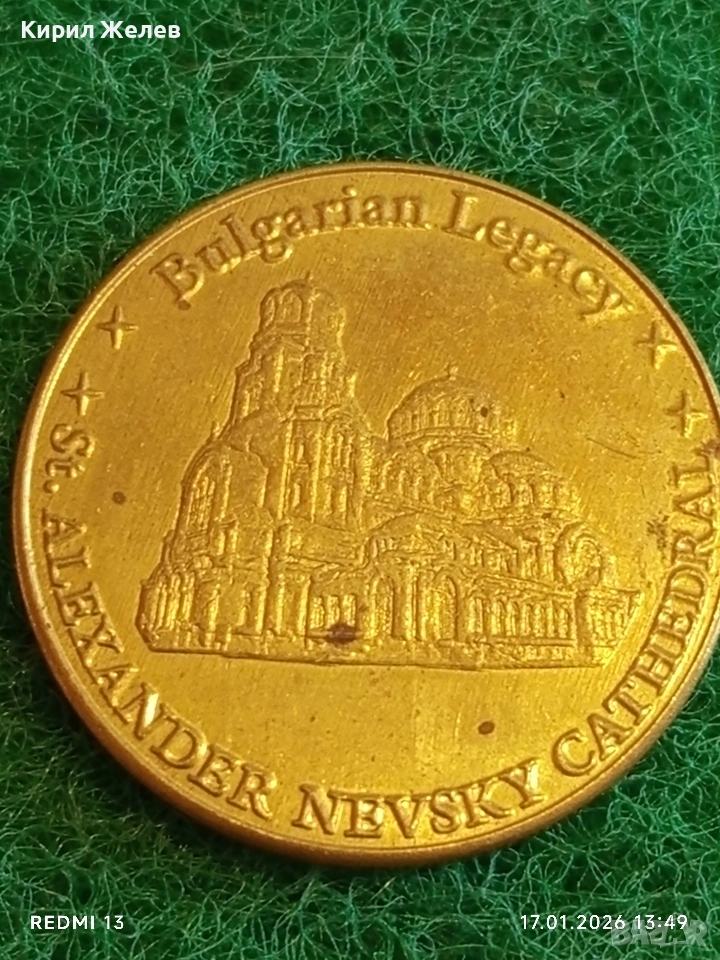 Кирил Желев
Bulgarian Legacy
St. ALEXANDER NEVSKY CATHEDRAL
REDMI 13
17.01.2026 13:49